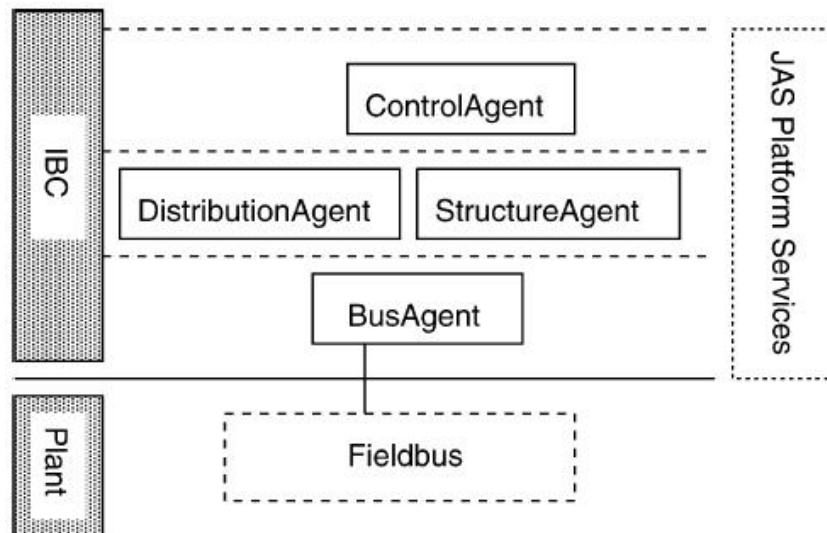 IBC
ControlAgent
DistributionAgent
StructureAgent
BusAgent
JAS Platform Services
Plant
Fieldbus